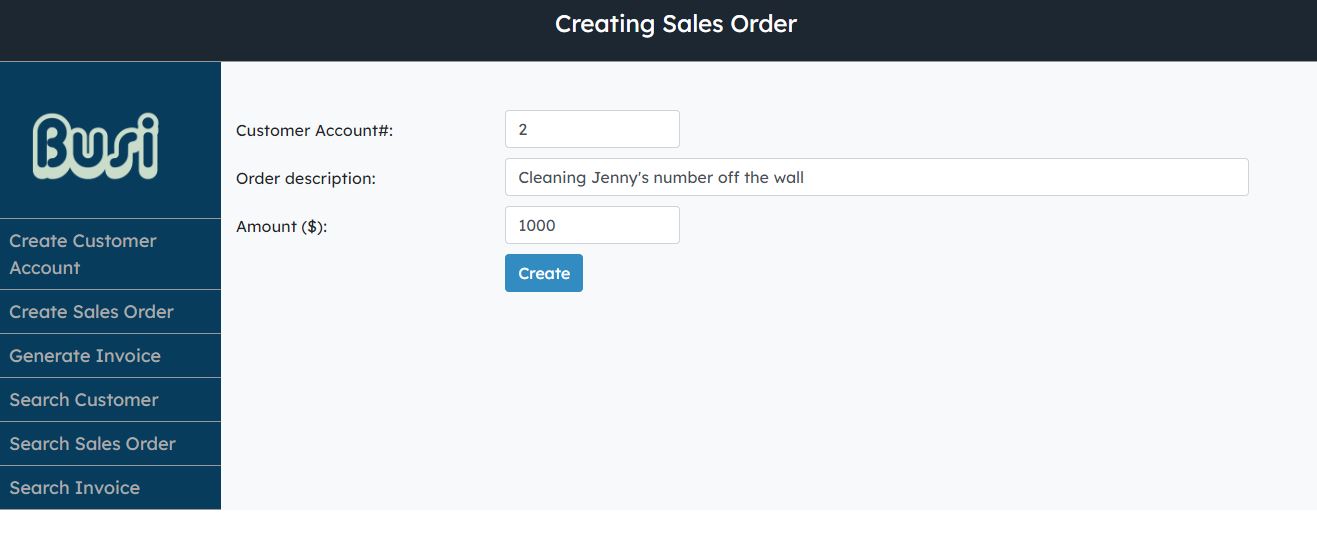 Creating Sales Order
Busi
Create Customer
Account
Create Sales Order
Generate Invoice
Search Customer
Search Sales Order
Search Invoice
Customer Account#: 2
Order description: Cleaning Jenny's number off the wall
Amount ($): 1000
Create